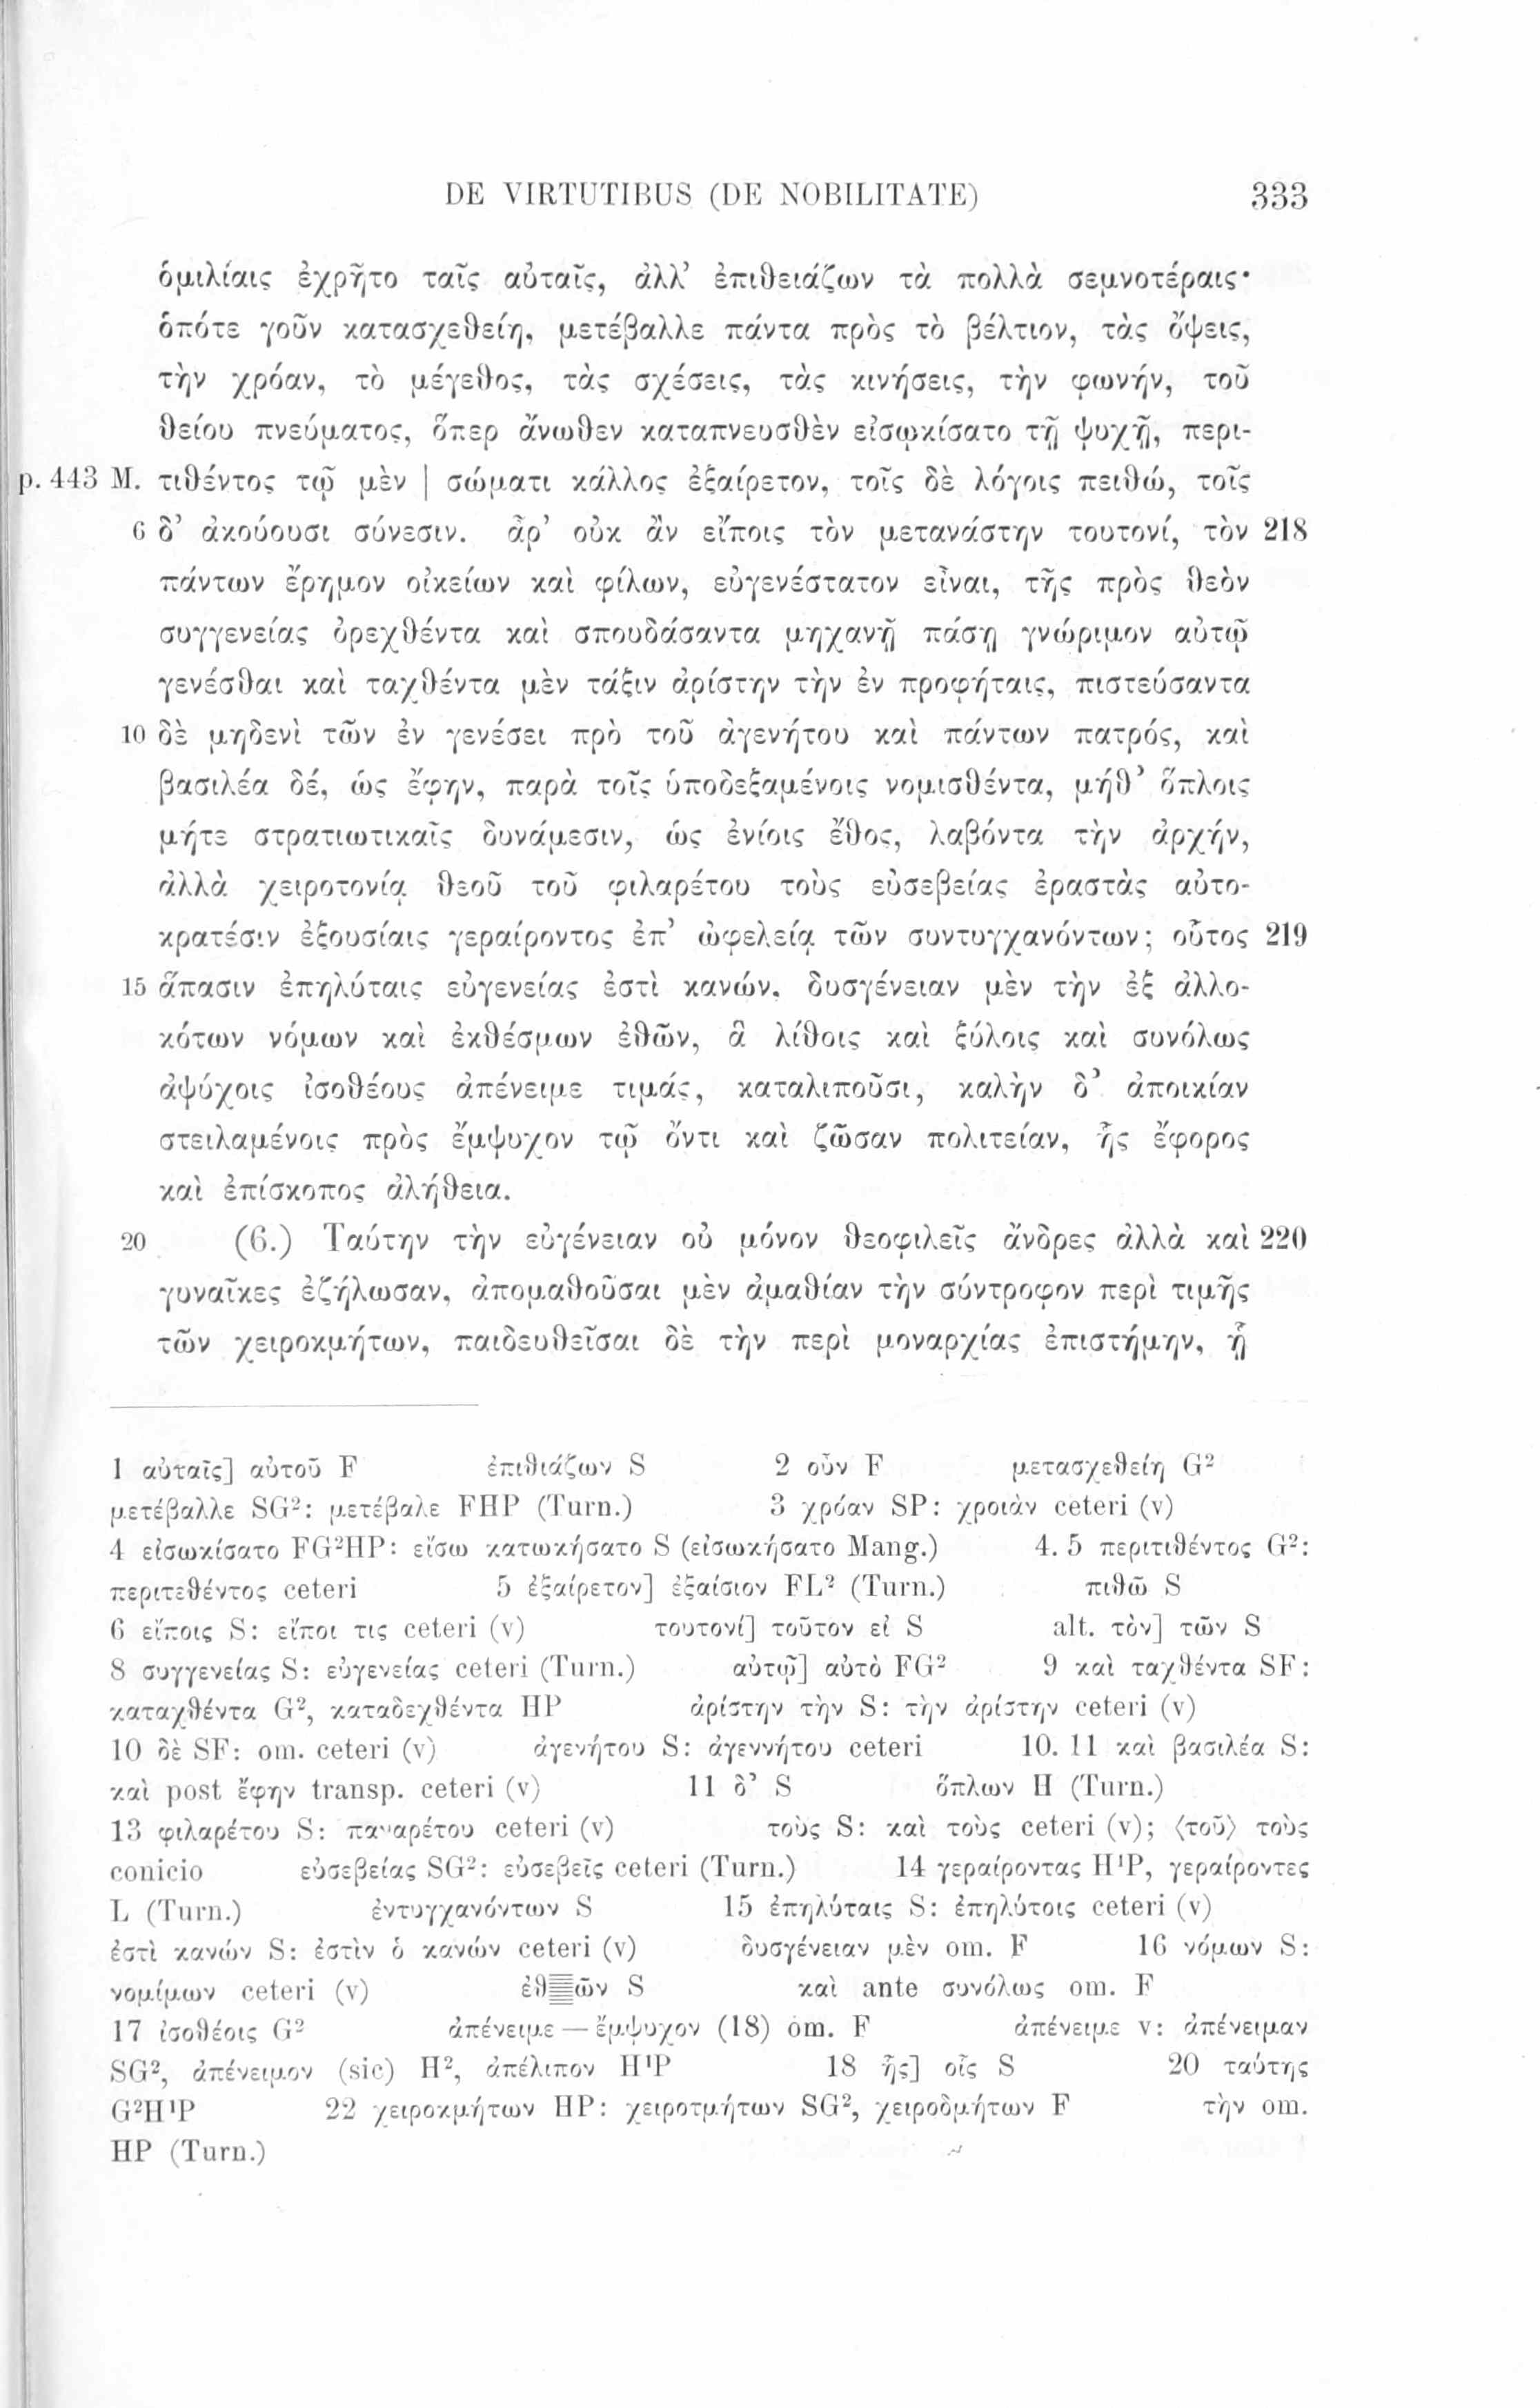 DE VIRTUTIBUS (DE NOBILITATE) 333
ὁμιλίαις ἐχρῆτο ταῖς αὐταῖς, ἀλλ’ ἐπιθειάζων τὰ πολλὰ σεμνοτέραις·
ὁπότε γοῦν κατασχεθείη, μετέβαλλε πάντα πρὸς τὸ βέλτιον, τὰς ὄψεις,
τὴν χρόαν, τὸ μέγεθος, τὰς σχέσεις, τὰς κινήσεις, τὴν φωνήν, τοῦ
θείου πνεύματος, ὅπερ ἄνωθεν καταπνευσθὲν εἰσῳκίσατο τῇ ψυχῇ, περι-
p. 443 M. τιθέντος τῷ μὲν | σώματι κάλλος ἐξαίρετον, τοῖς δὲ λόγοις πειθώ, τοῖς
6 δ’ ἀκούουσι σύνεσιν. ἆρ’ οὐκ ἂν εἴποις τὸν μετανάστην τουτονί, τὸν 218
πάντων ἔρημον οἰκείων καὶ φίλων, εὐγενέστατον εἶναι, τῆς πρὸς θεὸν
συγγενείας ὀρεχθέντα καὶ σπουδάσαντα μηχανῇ πάσῃ γνώριμον αὐτῷ
γενέσθαι καὶ ταχθέντα μὲν τάξιν ἀρίστην τὴν ἐν προφήταις, πιστεύσαντα
10 δὲ μηδενὶ τῶν ἐν γενέσει πρὸ τοῦ ἀγενήτου καὶ πάντων πατρός, καὶ
βασιλέα δέ, ὡς ἔφην, παρὰ τοῖς ὑποδεξαμένοις νομισθέντα, μήθ’ ὅπλοις
μήτε στρατιωτικαῖς δυνάμεσιν, ὡς ἐνίοις ἔθος, λαβόντα τὴν ἀρχήν,
ἀλλὰ χειροτονίᾳ θεοῦ τοῦ φιλαρέτου τοὺς εὐσεβείας ἐραστὰς αὐτο-
κρατέσιν ἐξουσίαις γεραίροντος ἐπ’ ὠφελείᾳ τῶν συντυγχανόντων; οὗτος 219
15 ἅπασιν ἐπηλύταις εὐγενείας ἐστὶ κανών, δυσγένειαν μὲν τὴν ἐξ ἀλλο-
κότων νόμων καὶ ἐκθέσμων ἐθῶν, ἃ λίθοις καὶ ξύλοις καὶ συνόλως
ἀψύχοις ἰσοθέους ἀπένειμε τιμάς, καταλιποῦσι, καλὴν δ’ ἀποικίαν
στειλαμένοις πρὸς ἔμψυχον τῷ ὄντι καὶ ζῶσαν πολιτείαν, ἧς ἔφορος
καὶ ἐπίσκοπος ἀλήθεια.
20 (6.) Ταύτην τὴν εὐγένειαν οὐ μόνον θεοφιλεῖς ἄνδρες ἀλλὰ καὶ 220
γυναῖκες ἐζήλωσαν, ἀπομαθοῦσαι μὲν ἀμαθίαν τὴν σύντροφον περὶ τιμῆς
τῶν χειροκμήτων, παιδευθεῖσαι δὲ τὴν περὶ μοναρχίας ἐπιστήμην, ᾗ
1 αὐταῖς] αὐτοῦ F ἐπιθιάζων S 2 οὖν F μετασχεθείη G²
μετέβαλλε SG²: μετέβαλε FHP (Turn.) 3 χρόαν SP: χροιὰν ceteri (v)
4 εἰσωκίσατο FG²HP: εἴσω κατωκήσατο S (εἰσωκήσατο Mang.) 4. 5 περιτιθέντος G²:
περιτεθέντος ceteri 5 ἐξαίρετον] ἐξαίσιον FL² (Turn.) πιθῶ S
6 εἴποις S: εἴποι τις ceteri (v) τουτονί] τοῦτον εἰ S alt. τὸν] τῶν S
8 συγγενείας S: εὐγενείας ceteri (Turn.) αὐτῷ] αὐτὸ FG² 9 καὶ ταχθέντα SF:
καταχθέντα G², καταδεχθέντα HP ἀρίστην τὴν S: τὴν ἀρίστην ceteri (v)
10 δὲ SF: om. ceteri (v) ἀγενήτου S: ἀγεννήτου ceteri 10. 11 καὶ βασιλέα S:
καὶ post ἔφην transp. ceteri (v) 11 δ’ S ὅπλων H (Turn.)
13 φιλαρέτου S: παναρέτου ceteri (v) τοὺς S: καὶ τοὺς ceteri (v); ⟨τοῦ⟩ τοὺς
conicio εὐσεβείας SG²: εὐσεβεῖς ceteri (Turn.) 14 γεραίροντας H¹P, γεραίροντες
L (Turn.) ἐντυγχανόντων S 15 ἐπηλύταις S: ἐπηλύτοις ceteri (v)
ἐστὶ κανών S: ἐστὶν ὁ κανών ceteri (v) δυσγένειαν μὲν om. F 16 νόμων S:
νομίμων ceteri (v) ἐθ ῶν S καὶ ante συνόλως om. F
17 ἰσοθέοις G² ἀπένειμε — ἔμψυχον (18) om. F ἀπένειμε v: ἀπένειμαν
SG², ἀπένειμον (sic) H², ἀπέλιπον H¹P 18 ἧς] οἷς S 20 ταύτης
G²H¹P 22 χειροκμήτων HP: χειροτμήτων SG², χειροδμήτων F τὴν om.
HP (Turn.)